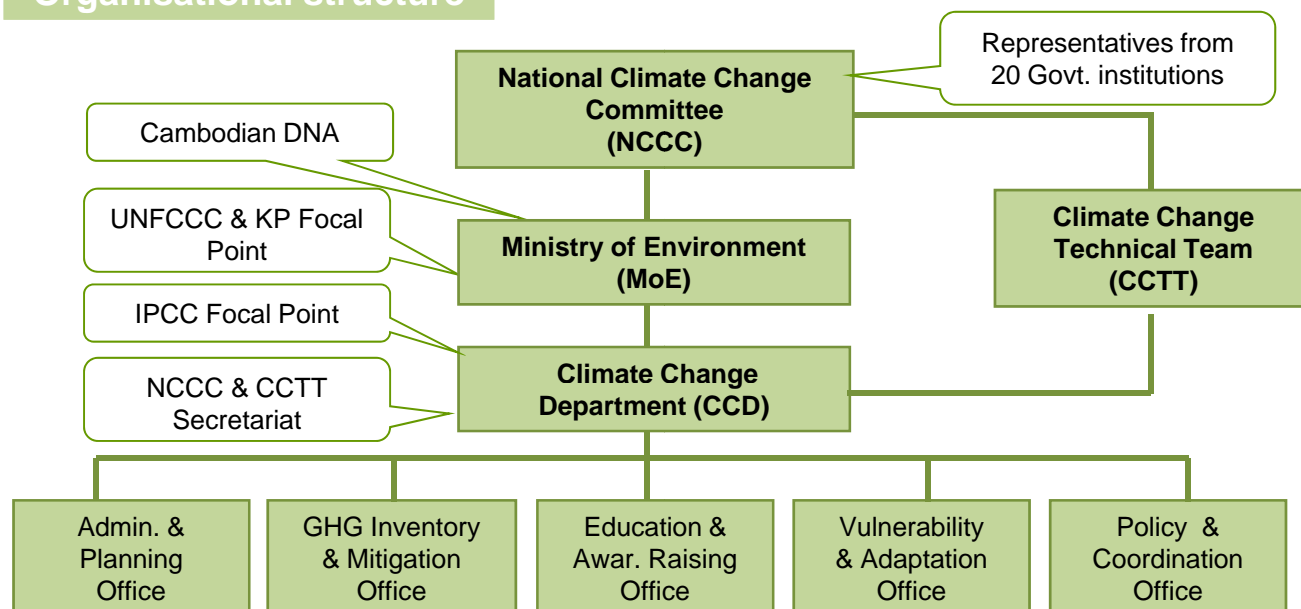 Organisational structure
Representatives from
20 Govt. institutions
National Climate Change
Committee
(NCCC)
Cambodian DNA
UNFCCC & KP Focal
Point
Ministry of Environment
(MoE)
Climate Change
Technical Team
(CCTT)
IPCC Focal Point
NCCC & CCTT
Secretariat
Climate Change
Department (CCD)
Admin. &
Planning
Office
GHG Inventory
& Mitigation
Office
Education &
Awar. Raising
Office
Vulnerability
& Adaptation
Office
Policy & 
Coordination
Office